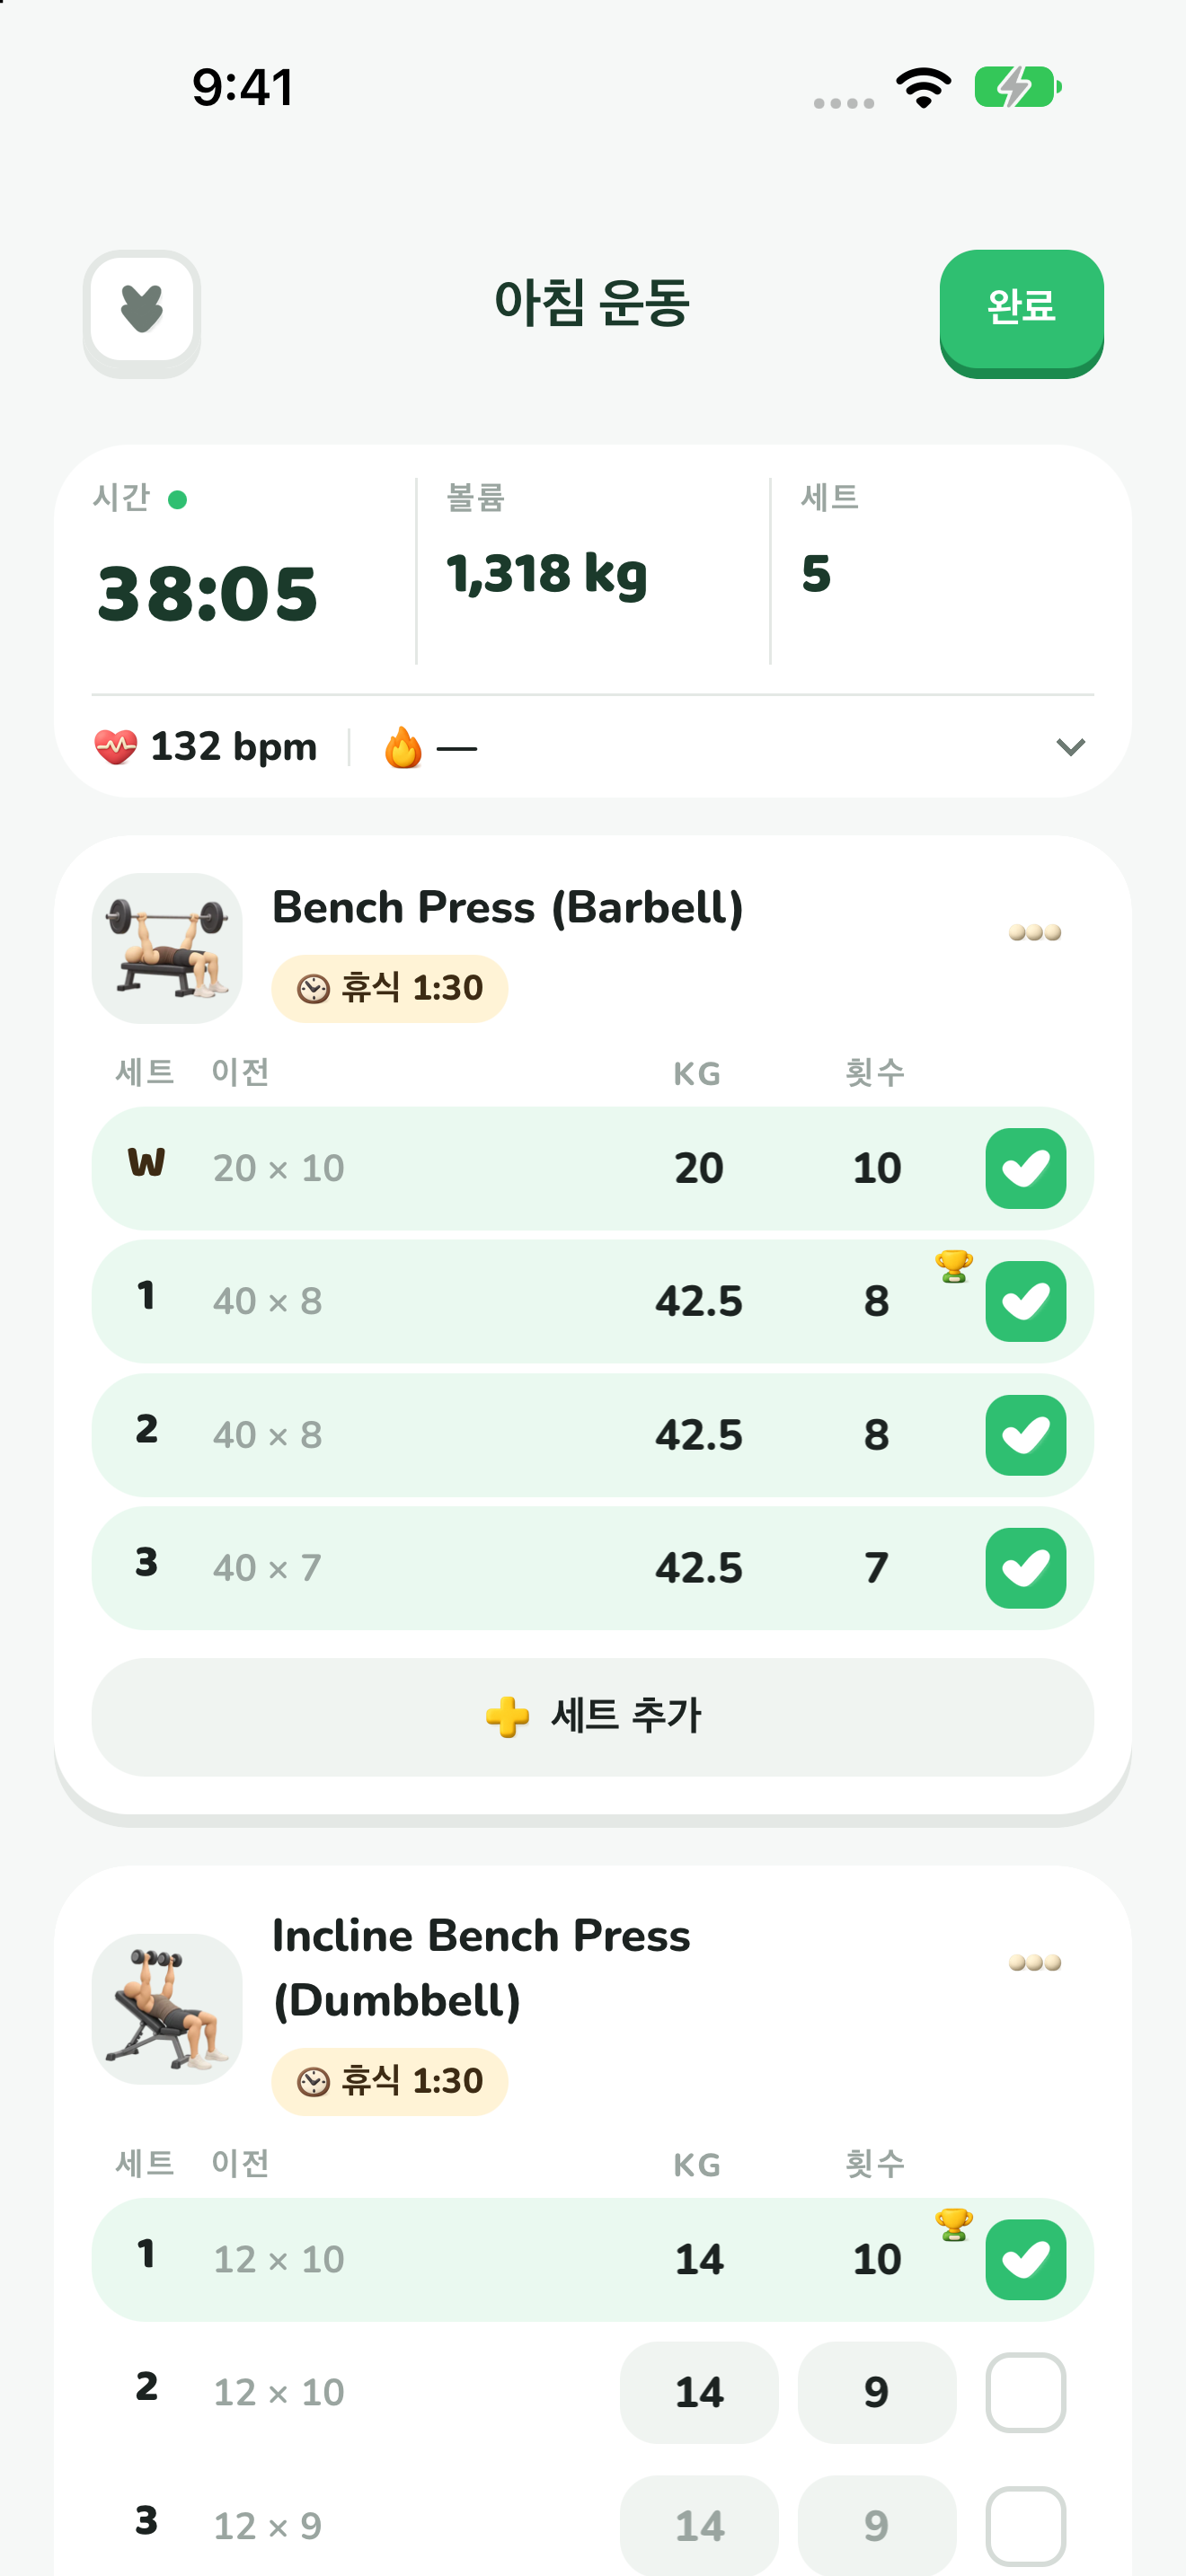 9:41
아침 운동
완료
시간
볼륨
세트
38:05
1,318 kg
5
132 bpm
—
Bench Press (Barbell)
휴식 1:30
세트 이전 KG 횟수
W 20 × 10 20 10
1 40 × 8 42.5 8
2 40 × 8 42.5 8
3 40 × 7 42.5 7
세트 추가
Incline Bench Press
(Dumbbell)
휴식 1:30
세트 이전 KG 횟수
1 12 × 10 14 10
2 12 × 10 14 9
3 12 × 9 14 9